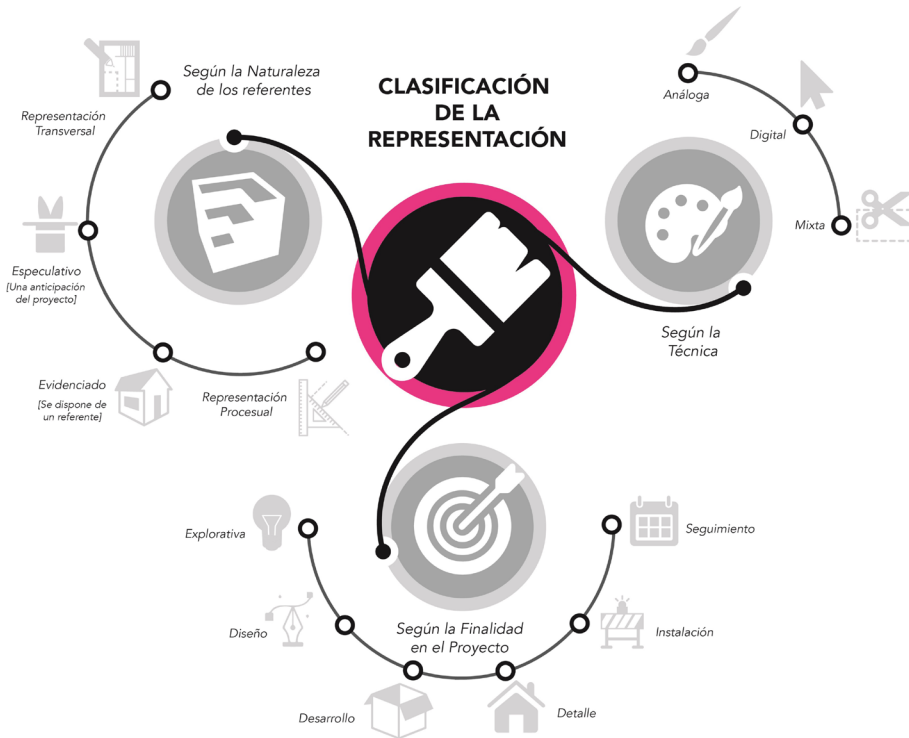 CLASIFICACIÓN
DE LA
REPRESENTACIÓN
Según la Naturaleza
de los referentes
Representación
Transversal
Especulativo
[Una anticipación
del proyecto]
Evidenciado
[Se dispone de
un referente]
Representación
Procesual
Análoga
Digital
Mixta
Según la
Técnica
Según la Finalidad
en el Proyecto
Explorativa
Diseño
Desarrollo
Detalle
Instalación
Seguimiento